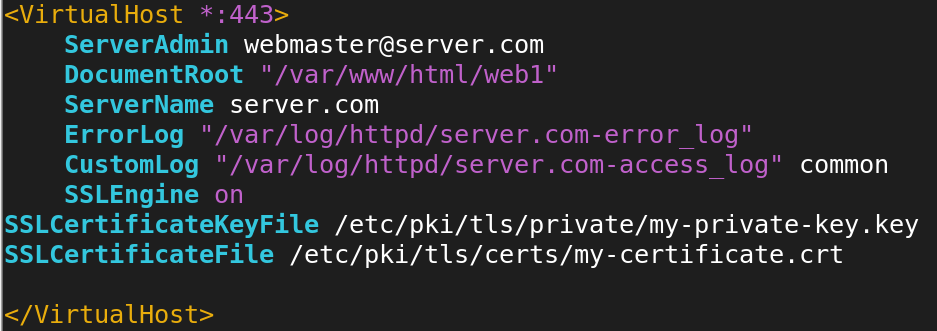 <VirtualHost *:443>
    ServerAdmin webmaster@server.com
    DocumentRoot "/var/www/html/web1"
    ServerName server.com
    ErrorLog "/var/log/httpd/server.com-error_log"
    CustomLog "/var/log/httpd/server.com-access_log" common
    SSLEngine on
SSLCertificateKeyFile /etc/pki/tls/private/my-private-key.key
SSLCertificateFile /etc/pki/tls/certs/my-certificate.crt

</VirtualHost>